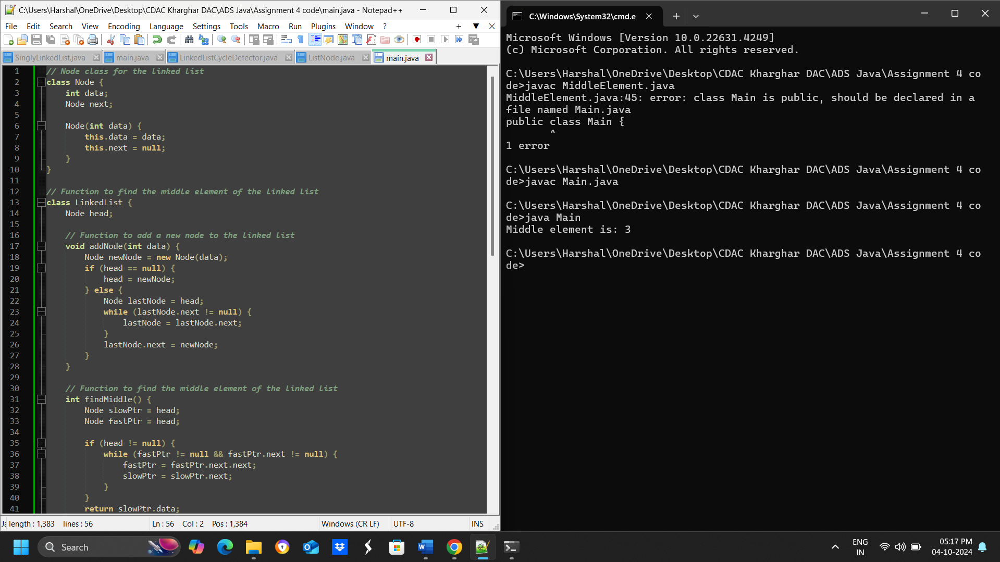 C:\Users\Harshal\OneDrive\Desktop\CDAC Kharghar DAC\ADS Java\Assignment 4 code\main.java - Notepad++
File Edit Search View Encoding Language Settings Tools Macro Run Plugins Window ?
SinglyLinkedList.java main.java LinkedListCycleDetector.java ListNode.java main.java
1 // Node class for the linked list
2 class Node {
3 int data;
4 Node next;
5
6 Node(int data) {
7 this.data = data;
8 this.next = null;
9 }
10 }
11
12 // Function to find the middle element of the linked list
13 class LinkedList {
14 Node head;
15
16 // Function to add a new node to the linked list
17 void addNode(int data) {
18 Node newNode = new Node(data);
19 if (head == null) {
20 head = newNode;
21 } else {
22 Node lastNode = head;
23 while (lastNode.next != null) {
24 lastNode = lastNode.next;
25 }
26 lastNode.next = newNode;
27 }
28 }
29
30 // Function to find the middle element of the linked list
31 int findMiddle() {
32 Node slowPtr = head;
33 Node fastPtr = head;
34
35 if (head != null) {
36 while (fastPtr != null && fastPtr.next != null) {
37 fastPtr = fastPtr.next.next;
38 slowPtr = slowPtr.next;
39 }
40 }
41 return slowPtr.data;
Ja length : 1,383 lines : 56 Ln : 56 Col : 2 Pos : 1,384 Windows (CR LF) UTF-8 INS
C:\Windows\System32\cmd.e
Microsoft Windows [Version 10.0.22631.4249]
(c) Microsoft Corporation. All rights reserved.
C:\Users\Harshal\OneDrive\Desktop\CDAC Kharghar DAC\ADS Java\Assignment 4 co
de>javac MiddleElement.java
MiddleElement.java:45: error: class Main is public, should be declared in a
file named Main.java
public class Main {
^
1 error
C:\Users\Harshal\OneDrive\Desktop\CDAC Kharghar DAC\ADS Java\Assignment 4 co
de>javac Main.java
C:\Users\Harshal\OneDrive\Desktop\CDAC Kharghar DAC\ADS Java\Assignment 4 co
de>java Main
Middle element is: 3
C:\Users\Harshal\OneDrive\Desktop\CDAC Kharghar DAC\ADS Java\Assignment 4 co
de>
Search
ENG
IN
05:17 PM
04-10-2024